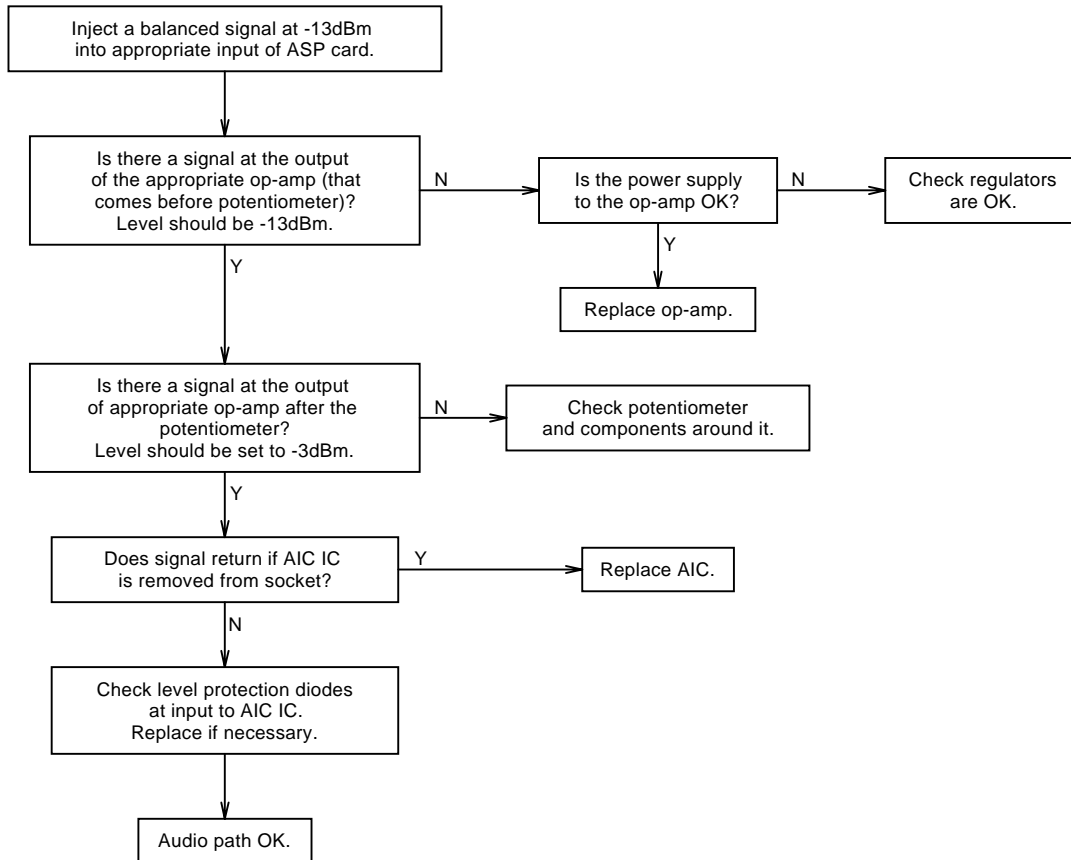 Inject a balanced signal at -13dBm
into appropriate input of ASP card.
Is there a signal at the output
of the appropriate op-amp (that
comes before potentiometer)?
Level should be -13dBm.
N
Is the power supply
to the op-amp OK?
N
Check regulators
are OK.
Y
Replace op-amp.
Y
Is there a signal at the output
of appropriate op-amp after the
potentiometer?
Level should be set to -3dBm.
N
Check potentiometer
and components around it.
Y
Does signal return if AIC IC
is removed from socket?
Y
Replace AIC.
N
Check level protection diodes
at input to AIC IC.
Replace if necessary.
Audio path OK.